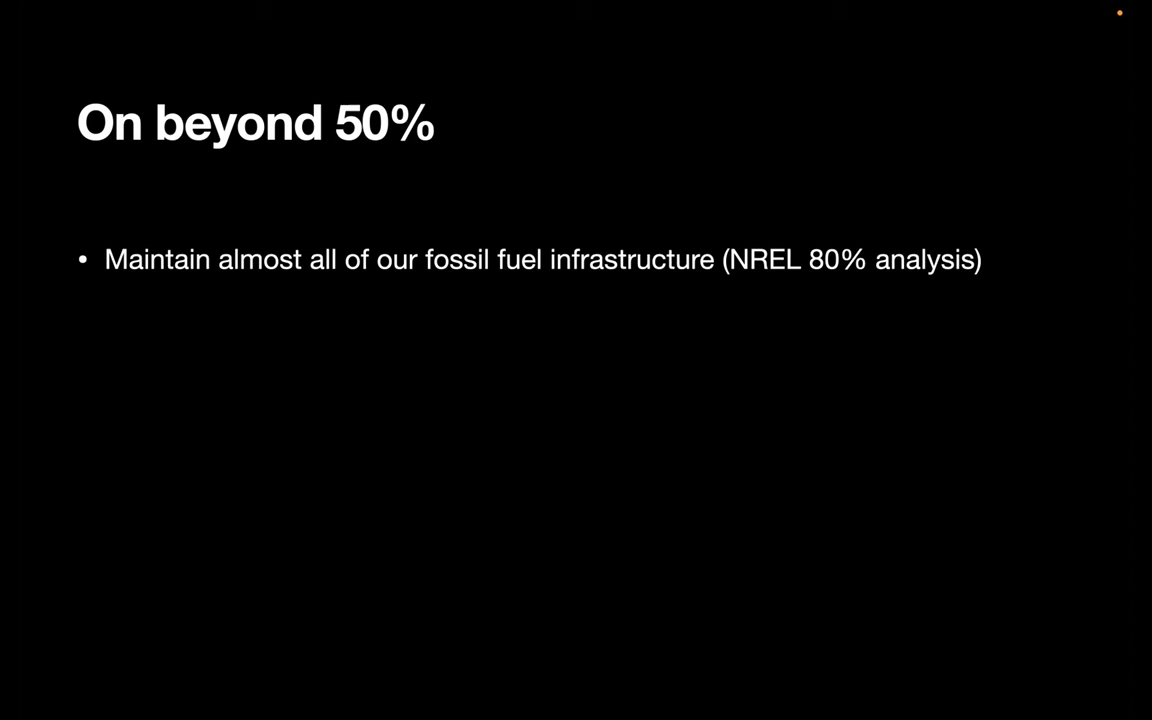 On beyond 50%
• Maintain almost all of our fossil fuel infrastructure (NREL 80% analysis)